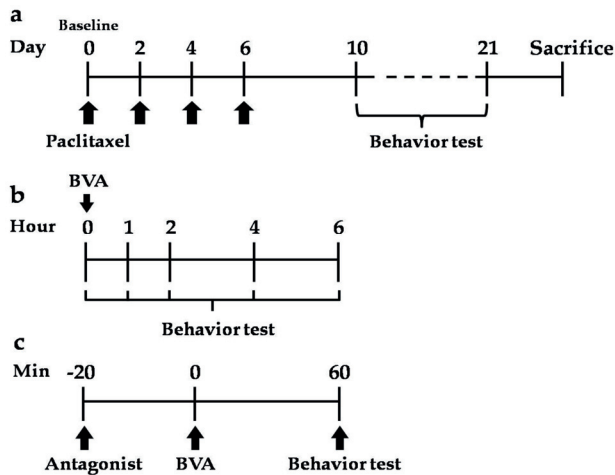 a
Baseline
Day 0 2 4 6 10 21 Sacrifice
Paclitaxel Behavior test
b
BVA
Hour 0 1 2 4 6
Behavior test
c
Min -20 0 60
Antagonist BVA Behavior test